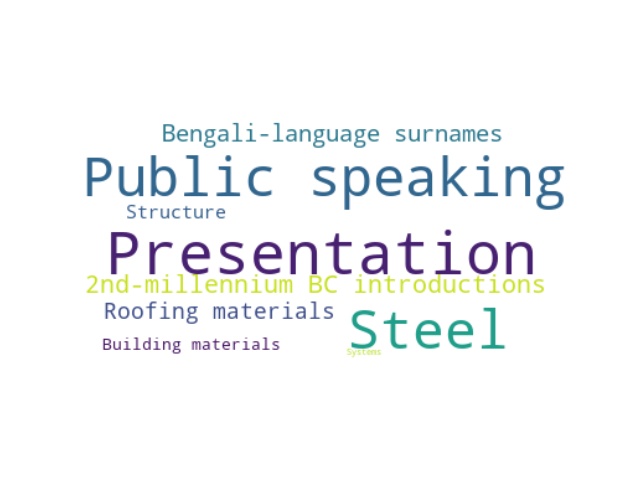 Bengali-language surnames
Public speaking
Structure
Presentation
2nd-millennium BC introductions
Roofing materials
Steel
Building materials
Systems